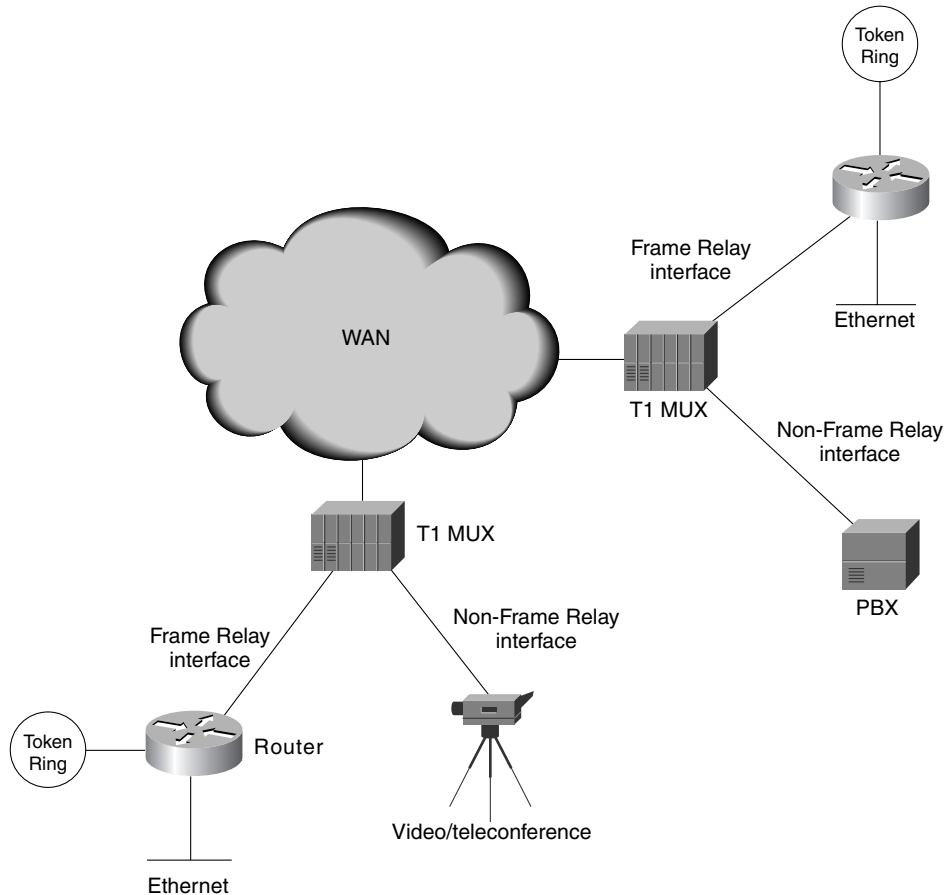 Token
Ring
Frame Relay
interface
Ethernet
WAN
T1 MUX
Non-Frame Relay
interface
T1 MUX
PBX
Non-Frame Relay
interface
Frame Relay
interface
Token
Ring
Router
Video/teleconference
Ethernet